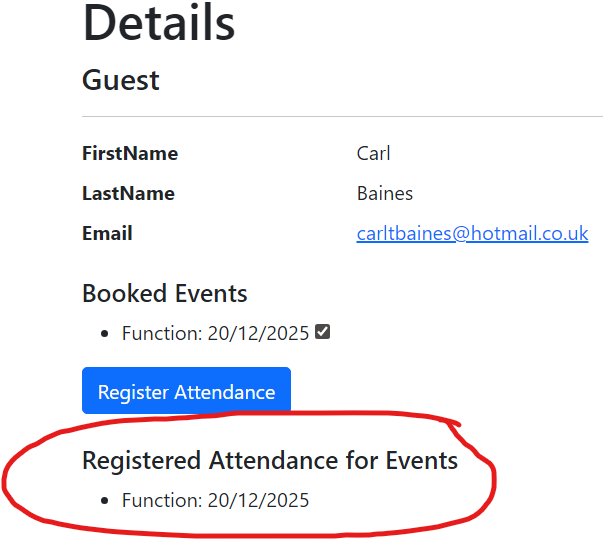 Details
Guest
FirstName Carl
LastName Baines
Email carltbaines@hotmail.co.uk
Booked Events
• Function: 20/12/2025
Register Attendance
Registered Attendance for Events
• Function: 20/12/2025